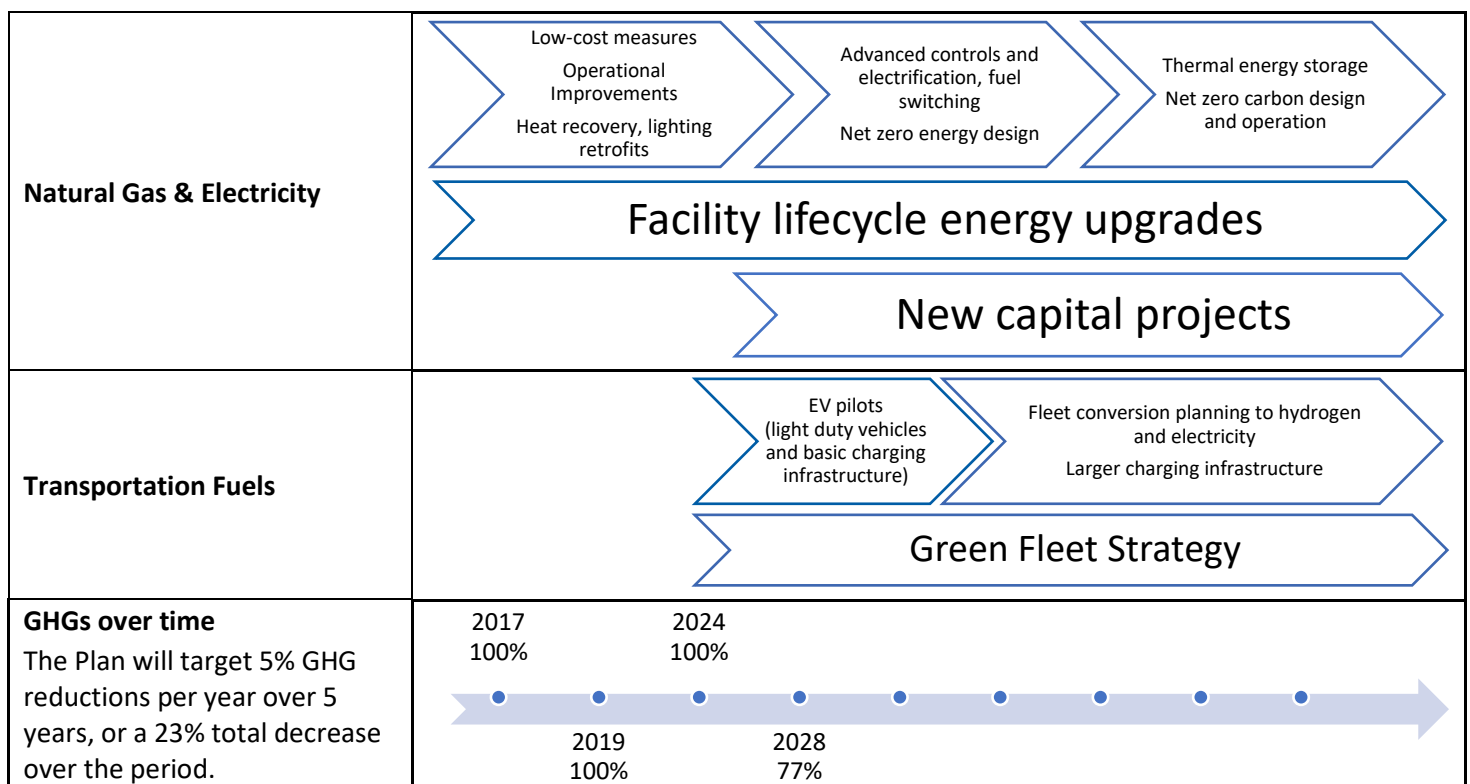 Natural Gas & Electricity
Low-cost measures
Operational
Improvements
Heat recovery, lighting
retrofits
Advanced controls and
electrification, fuel
switching
Net zero energy design
Thermal energy storage
Net zero carbon design
and operation
Facility lifecycle energy upgrades
New capital projects
Transportation Fuels
EV pilots
(light duty vehicles
and basic charging
infrastructure)
Fleet conversion planning to hydrogen
and electricity
Larger charging infrastructure
Green Fleet Strategy
GHGs over time
The Plan will target 5% GHG
reductions per year over 5
years, or a 23% total decrease
over the period.
2017
100%
2019
100%
2024
100%
2028
77%